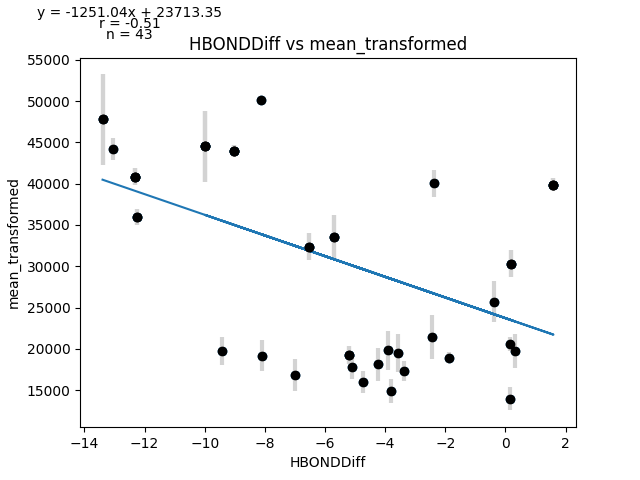 y = -1251.04x + 23713.35
r = -0.51
n = 43
HBONDDiff vs mean_transformed
55000
50000
45000
40000
35000
30000
25000
20000
15000
mean_transformed
−14 −12 −10 −8 −6 −4 −2 0 2
HBONDDiff